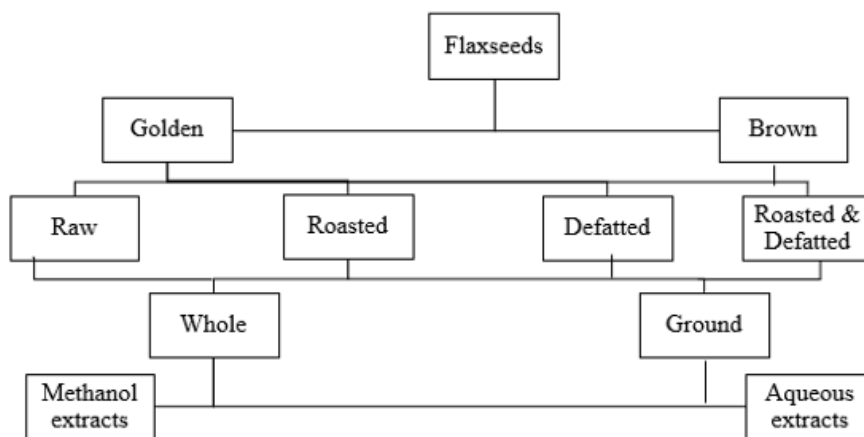 Flaxseeds
Golden
Brown
Raw
Roasted
Defatted
Roasted &
Defatted
Whole
Ground
Methanol
extracts
Aqueous
extracts